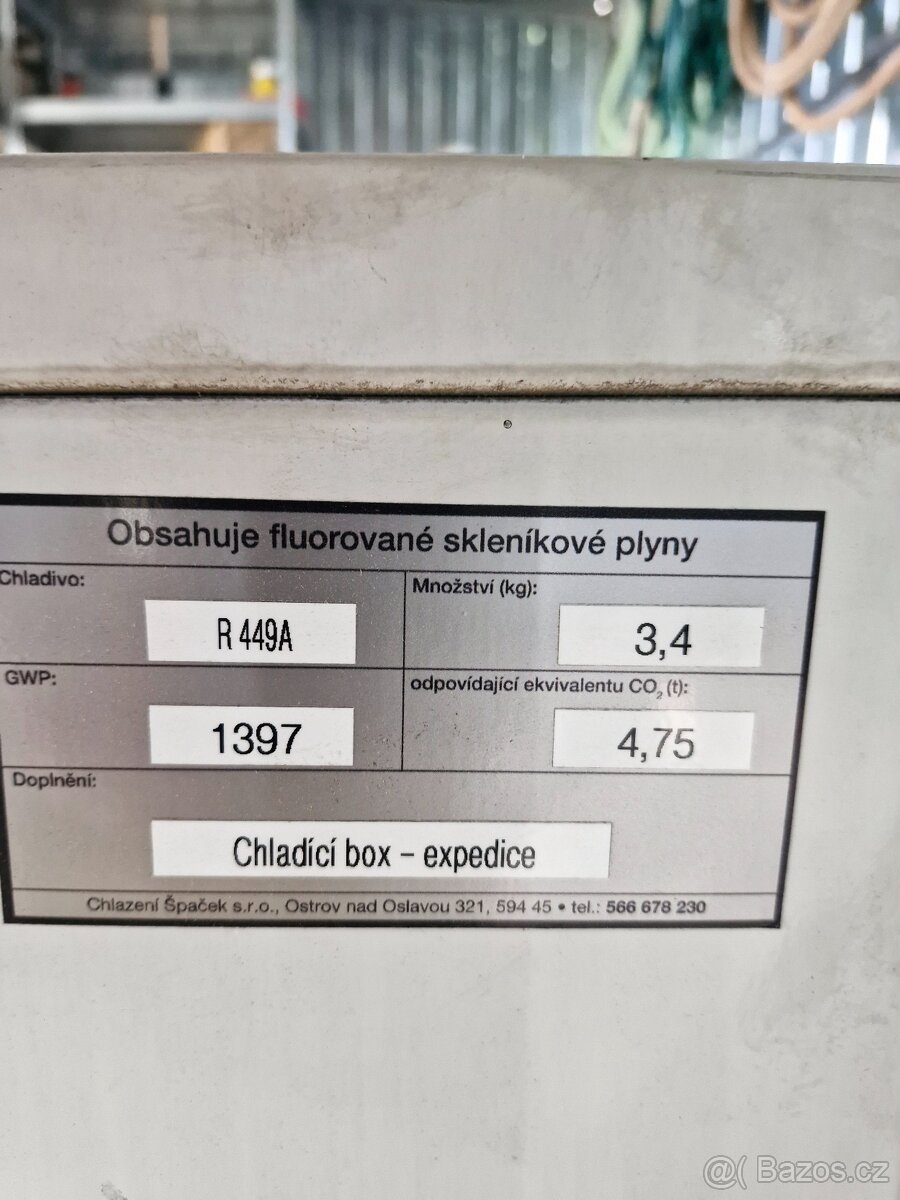 Obsahuje fluorované skleníkové plyny
Chladivo:
R 449A
Množství (kg):
3,4
GWP:
1397
odpovídající ekvivalentu CO₂ (t):
4,75
Doplnění:
Chladící box – expedice
Chlazení Špaček s.r.o., Ostrov nad Oslavou 321, 594 45 • tel.: 566 678 230
@( Bazos.cz